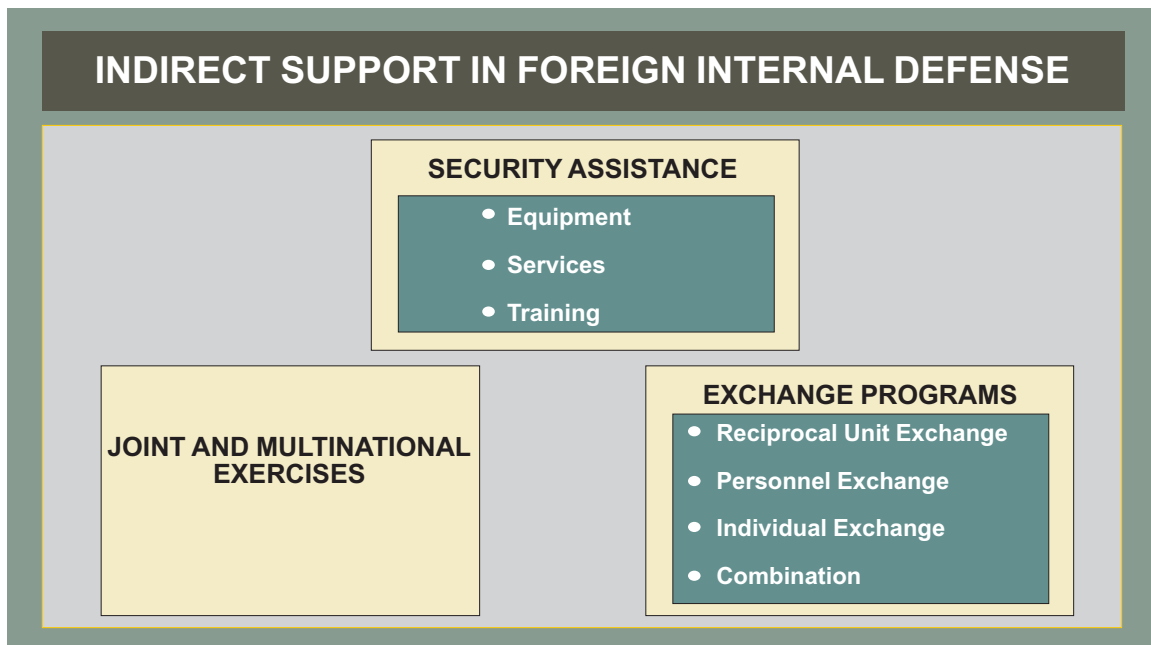 INDIRECT SUPPORT IN FOREIGN INTERNAL DEFENSE
SECURITY ASSISTANCE
• Equipment
• Services
• Training
JOINT AND MULTINATIONAL
EXERCISES
EXCHANGE PROGRAMS
• Reciprocal Unit Exchange
• Personnel Exchange
• Individual Exchange
• Combination